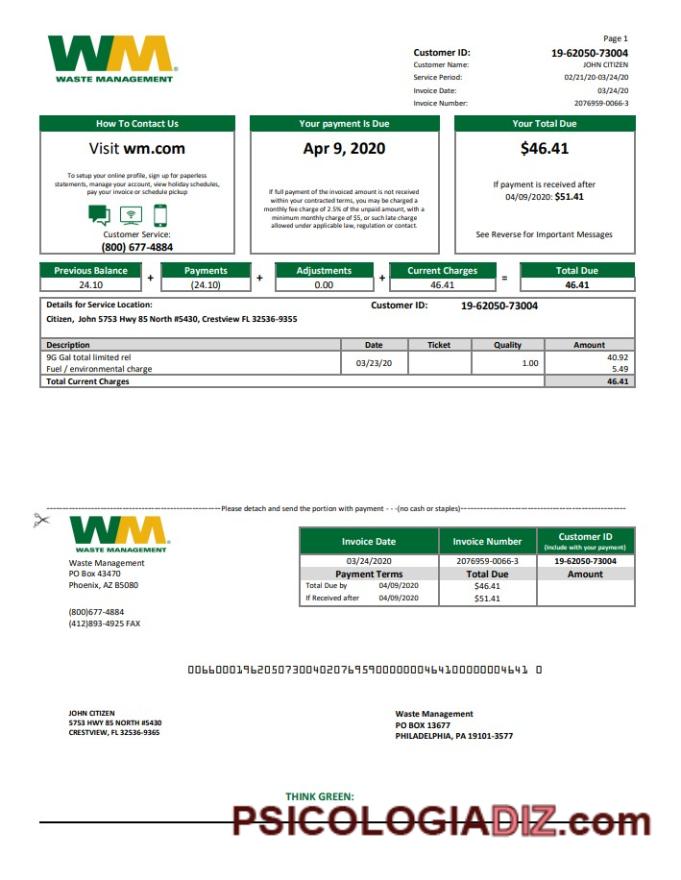 Page 1
WM
WASTE MANAGEMENT
Customer ID: 19-62050-73004
Customer Name: JOHN CITIZEN
Service Period: 02/21/20-03/24/20
Invoice Date: 03/24/20
Invoice Number: 2076959-0066-3
How To Contact Us
Visit wm.com
To setup your online profile, sign up for paperless
statements, manage your account, view holiday schedules,
pay your invoice or schedule pickup
Customer Service:
(800) 677-4884
Your payment Is Due
Apr 9, 2020
If full payment of the invoiced amount is not received
within your contracted terms, you may be charged a
monthly fee charge of 2.5% of the unpaid amount, with a
minimum monthly charge of $5, or such late charge
allowed under applicable law, regulation or contact.
Your Total Due
$46.41
If payment is received after
04/09/2020: $51.41
See Reverse for Important Messages
Previous Balance Payments Adjustments Current Charges Total Due
24.10 + (24.10) + 0.00 + 46.41 = 46.41
Details for Service Location: Customer ID: 19-62050-73004
Citizen, John 5753 Hwy 85 North #5430, Crestview FL 32536-9355
Description Date Ticket Quality Amount
9G Gal total limited rel 03/23/20 1.00 40.92
Fuel / environmental charge 5.49
Total Current Charges 46.41
Please detach and send the portion with payment - - -(no cash or staples)
WM
WASTE MANAGEMENT
Waste Management
PO Box 43470
Phoenix, AZ B5080
(800)677-4884
(412)893-4925 FAX
Invoice Date Invoice Number Customer ID
(include with your payment)
03/24/2020 2076959-0066-3 19-62050-73004
Payment Terms Total Due Amount
Total Due by 04/09/2020 $46.41
If Received after 04/09/2020 $51.41
0066000196205073004020769590000000464100000004641 0
JOHN CITIZEN
5753 HWY 85 NORTH #5430
CRESTVIEW, FL 32536-9365
Waste Management
PO BOX 13677
PHILADELPHIA, PA 19101-3577
THINK GREEN:
PSICOLOGIADIZ.com